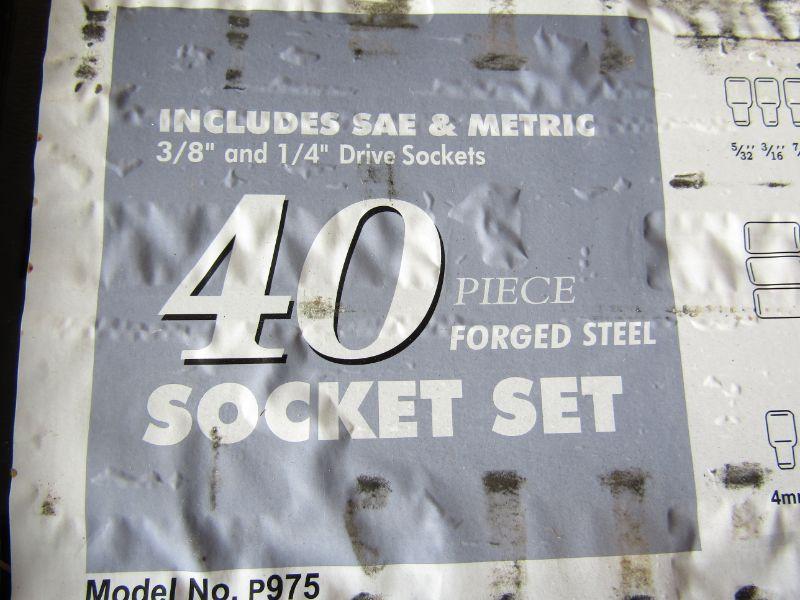 INCLUDES SAE & METRIC
3/8" and 1/4" Drive Sockets
40
PIECE
FORGED STEEL
SOCKET SET
Model No. P975
5/32" 3/16"